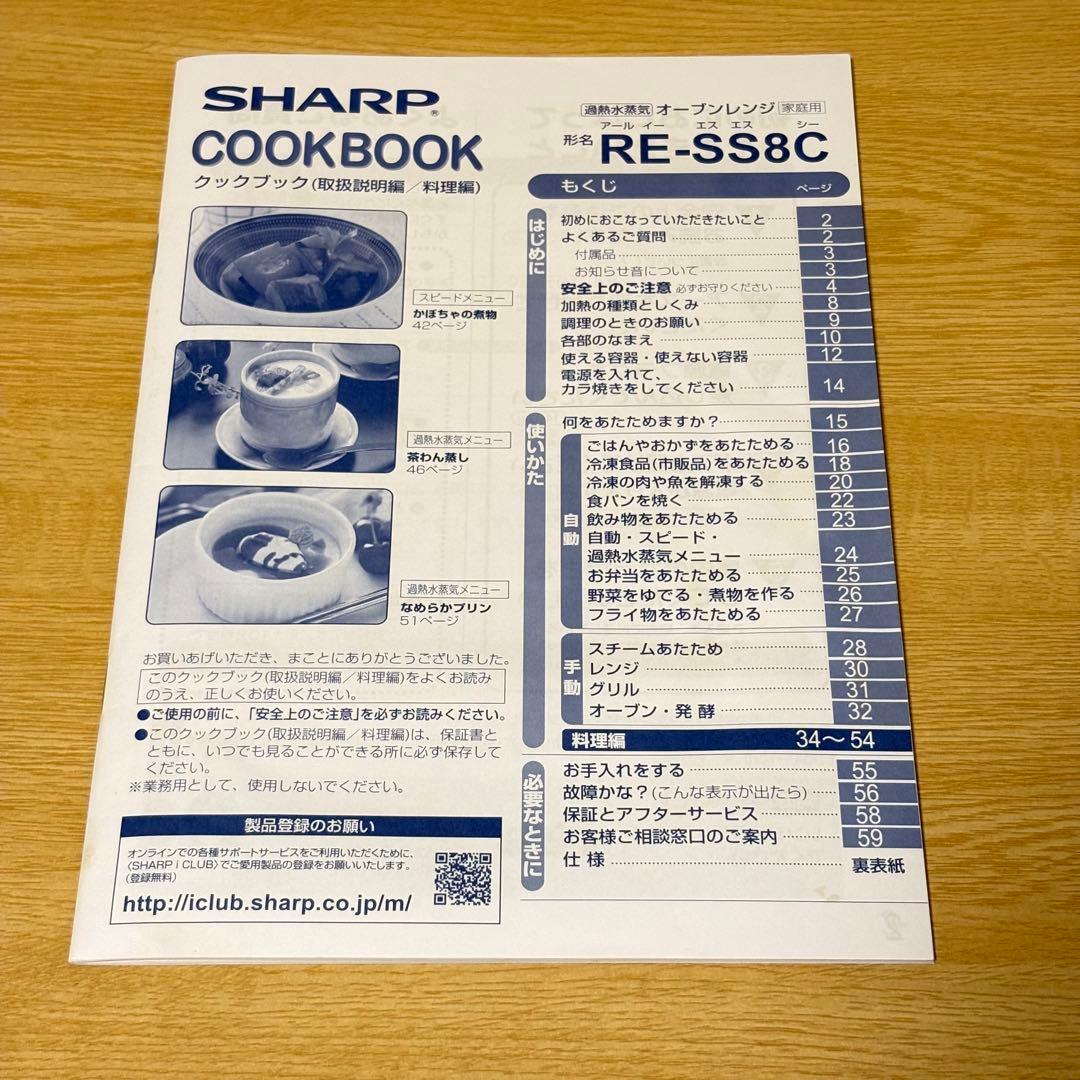 SHARP®
COOKBOOK
クックブック(取扱説明編／料理編)
スピードメニュー
かぼちゃの煮物
42ページ
過熱水蒸気メニュー
茶わん蒸し
46ページ
過熱水蒸気メニュー
なめらかプリン
51ページ
お買いあげいただき、まことにありがとうございました。
このクックブック(取扱説明編／料理編)をよくお読み
のうえ、正しくお使いください。
●ご使用の前に、「安全上のご注意」を必ずお読みください。
●このクックブック(取扱説明編／料理編)は、保証書と
ともに、いつでも見ることができる所に必ず保存して
ください。
※業務用として、使用しないでください。
製品登録のお願い
オンラインでの各種サポートサービスをご利用いただくために、
〈SHARP i CLUB〉でご愛用製品の登録をお願いいたします。
(登録無料)
http://iclub.sharp.co.jp/m/
過熱水蒸気 オーブンレンジ 家庭用
アール イー エス エス シー
形名 RE-SS8C
もくじ ページ
はじめに
初めにおこなっていただきたいこと 2
よくあるご質問 2
付属品 3
お知らせ音について 3
安全上のご注意 必ずお守りください 4
加熱の種類としくみ 8
調理のときのお願い 9
各部のなまえ 10
使える容器・使えない容器 12
電源を入れて、
カラ焼きをしてください 14
使いかた
何をあたためますか？ 15
自動
ごはんやおかずをあたためる 16
冷凍食品(市販品)をあたためる 18
冷凍の肉や魚を解凍する 20
食パンを焼く 22
飲み物をあたためる 23
自動・スピード・
過熱水蒸気メニュー 24
お弁当をあたためる 25
野菜をゆでる・煮物を作る 26
フライ物をあたためる 27
手動
スチームあたため 28
レンジ 30
グリル 31
オーブン・発酵 32
料理編 34〜54
必要なときに
お手入れをする 55
故障かな？(こんな表示が出たら) 56
保証とアフターサービス 58
お客様ご相談窓口のご案内 59
仕様 裏表紙